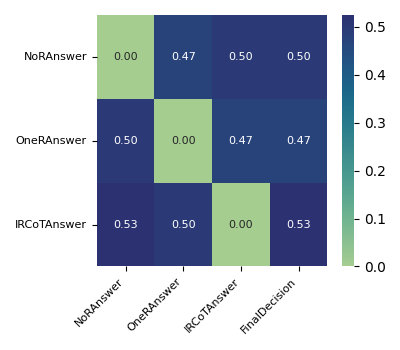 NoRAnswer 0.00 0.47 0.50 0.50
OneRAnswer 0.50 0.00 0.47 0.47
IRCoTAnswer 0.53 0.50 0.00 0.53
NoRAnswer OneRAnswer IRCoTAnswer FinalDecision
0.5
0.4
0.3
0.2
0.1
0.0